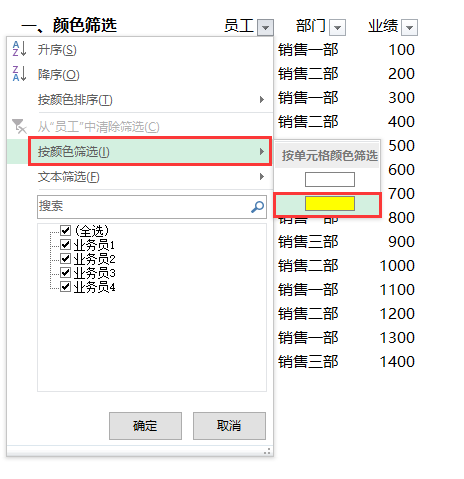 一、颜色筛选 员工 部门 业绩
升序(S) 销售一部 100
降序(O) 销售二部 200
按颜色排序(T) 销售一部 300
从“员工”中清除筛选(C) 销售二部 400
按颜色筛选(I) 按单元格颜色筛选 500
文本筛选(F) 600
700
搜索 销售一部 800
(全选) 销售三部 900
业务员1
业务员2 销售二部 1000
业务员3 销售一部 1100
业务员4 销售二部 1200
销售一部 1300
销售三部 1400
确定 取消